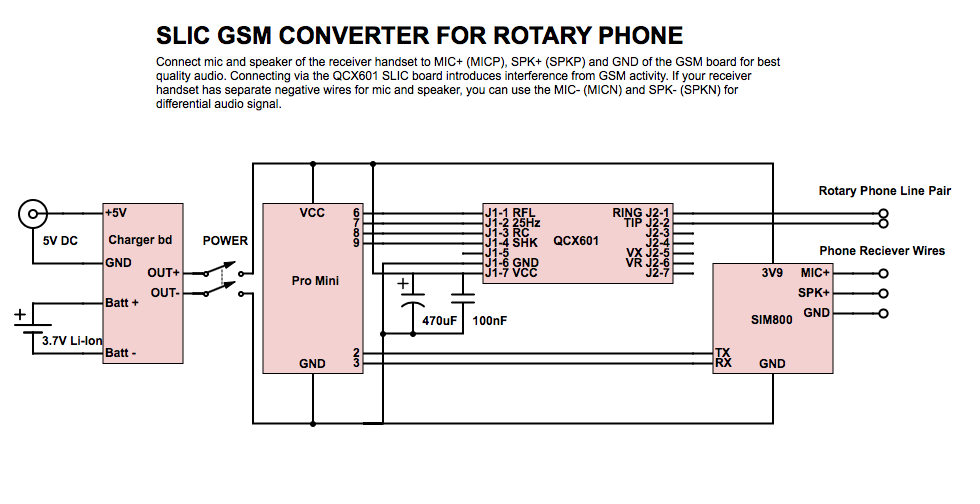 SLIC GSM CONVERTER FOR ROTARY PHONE
Connect mic and speaker of the receiver handset to MIC+ (MICP), SPK+ (SPKP) and GND of the GSM board for best
quality audio. Connecting via the QCX601 SLIC board introduces interference from GSM activity. If your receiver
handset has separate negative wires for mic and speaker, you can use the MIC- (MICN) and SPK- (SPKN) for
differential audio signal.
Rotary Phone Line Pair
+5V
VCC
6
J1-1 RFL
RING J2-1
7
J1-2 25Hz
TIP J2-2
8
J1-3 RC
J2-3
9
J1-4 SHK
J2-4
J1-5
VX J2-5
J1-6 GND
VR J2-6
J1-7 VCC
J2-7
QCX601
5V DC
Charger bd
POWER
Phone Reciever Wires
GND
OUT+
OUT-
Pro Mini
3V9
MIC+
SPK+
GND
SIM800
+
Batt +
+
470uF
100nF
3.7V Li-Ion
Batt -
2
3
GND
TX
RX
GND